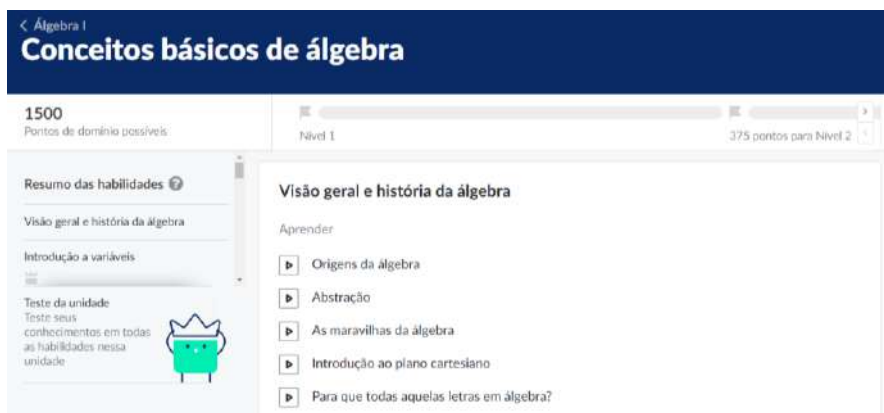 < Álgebra I
Conceitos básicos de álgebra
1500
Pontos de domínio possíveis
Nível 1
375 pontos para Nível 2
Resumo das habilidades
Visão geral e história da álgebra
Introdução a variáveis
Teste da unidade
Teste seus
conhecimentos em todas
as habilidades nessa
unidade
Visão geral e história da álgebra
Aprender
Origens da álgebra
Abstração
As maravilhas da álgebra
Introdução ao plano cartesiano
Para que todas aquelas letras em álgebra?